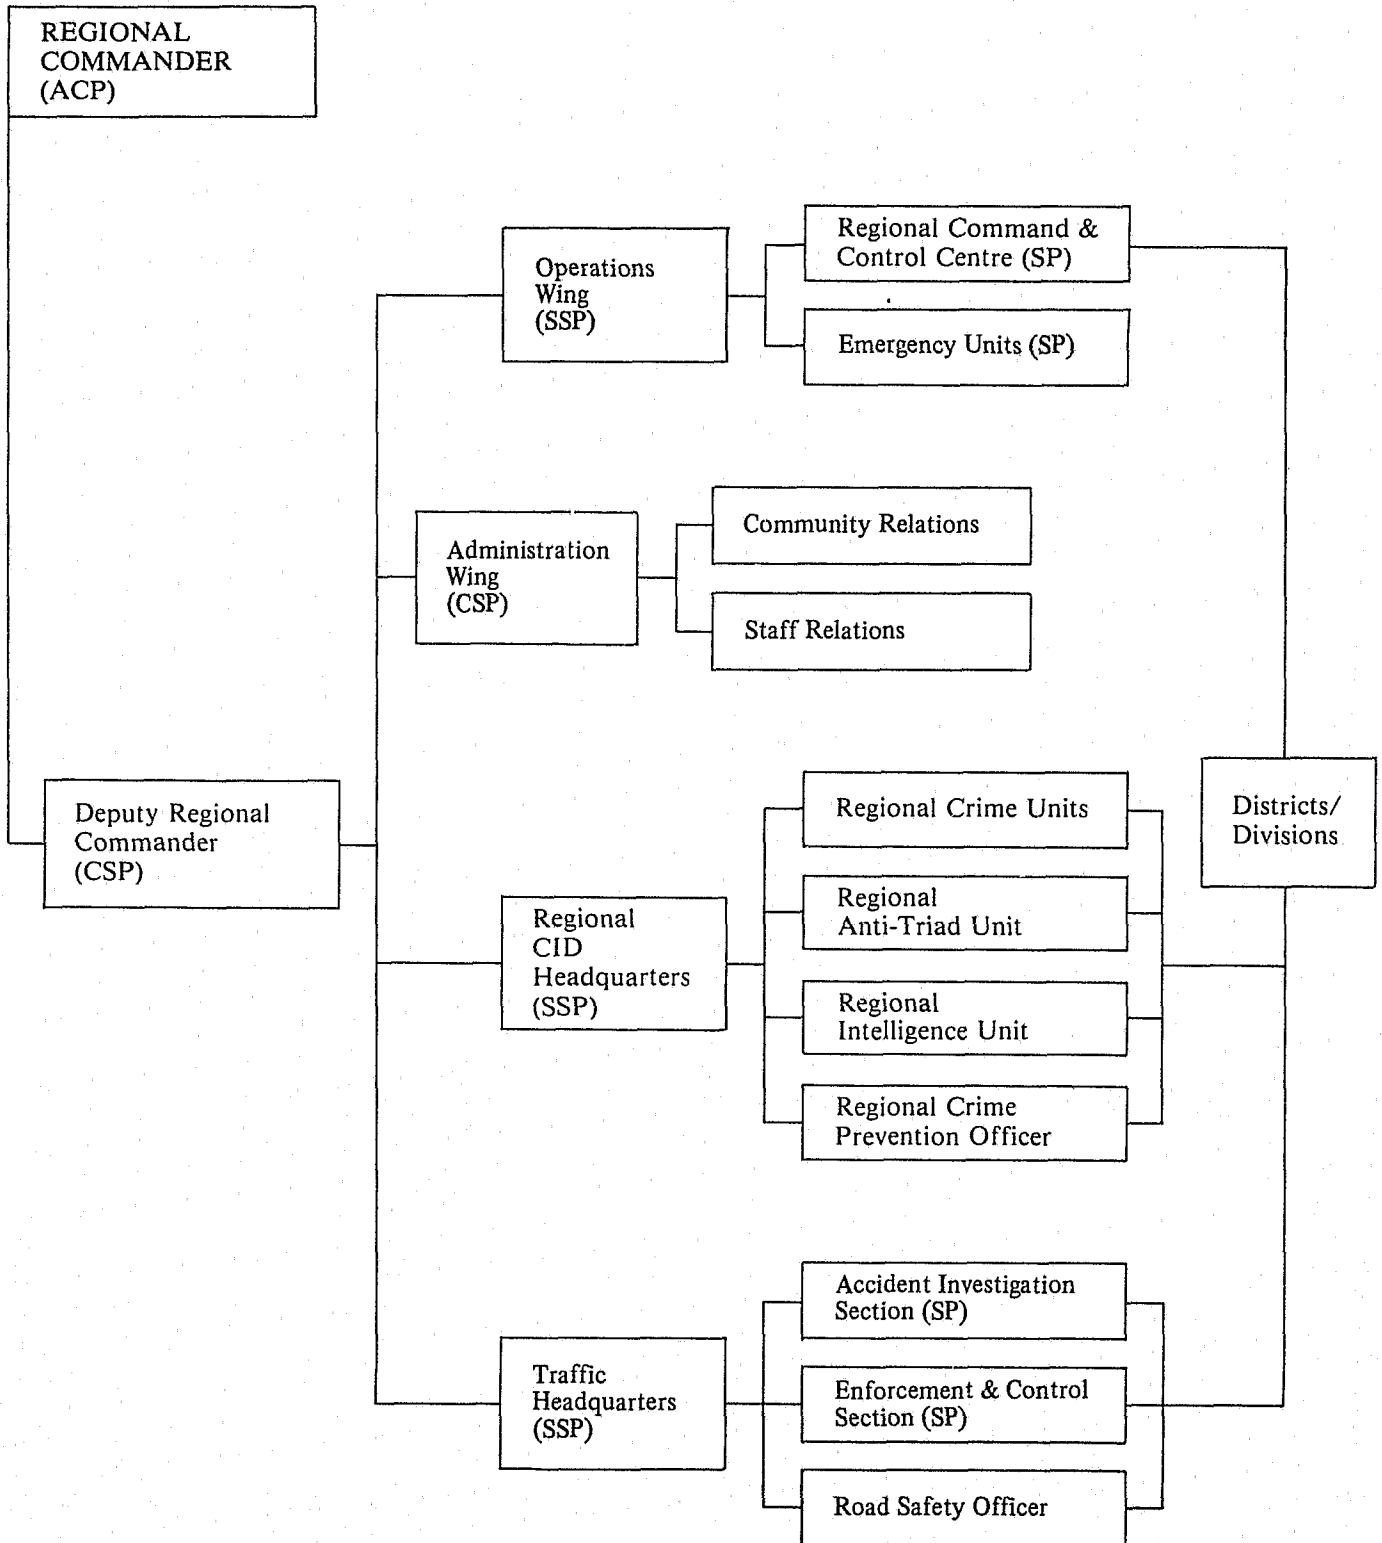 REGIONAL
COMMANDER
(ACP)
Regional Command &
Control Centre (SP)
Operations
Wing
(SSP)
Emergency Units (SP)
Community Relations
Administration
Wing
(CSP)
Staff Relations
Deputy Regional
Commander
(CSP)
Regional Crime Units
Districts/
Divisions
Regional
Anti-Triad Unit
Regional
CID
Headquarters
(SSP)
Regional
Intelligence Unit
Regional Crime
Prevention Officer
Accident Investigation
Section (SP)
Traffic
Headquarters
(SSP)
Enforcement & Control
Section (SP)
Road Safety Officer